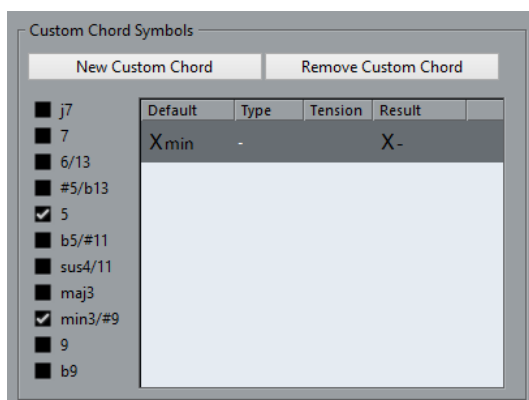 Custom Chord Symbols
New Custom Chord Remove Custom Chord
j7
7
6/13
#5/b13
5
b5/#11
sus4/11
maj3
min3/#9
9
b9
Default Type Tension Result
Xmin - X-